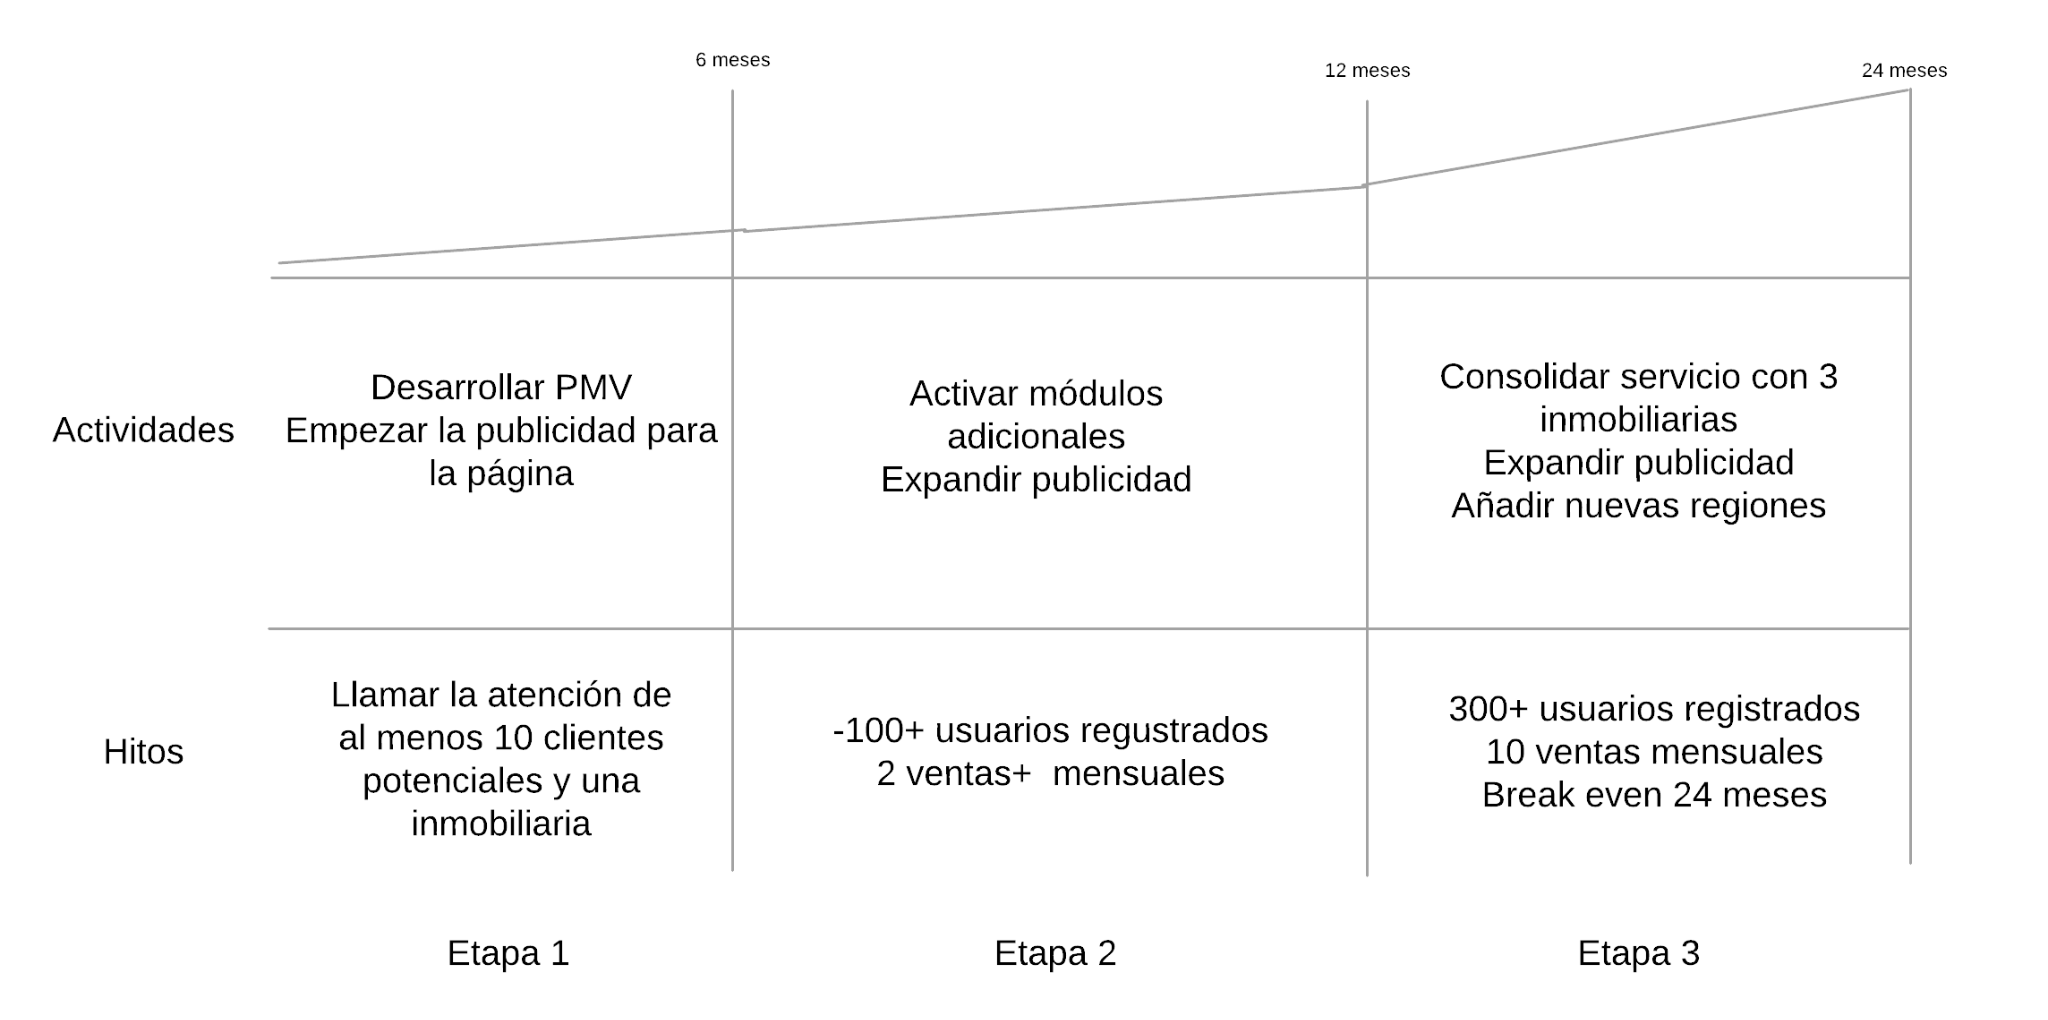 6 meses
12 meses
24 meses
Actividades
Desarrollar PMV
Empezar la publicidad para
la página
Activar módulos
adicionales
Expandir publicidad
Consolidar servicio con 3
inmobiliarias
Expandir publicidad
Añadir nuevas regiones
Hitos
Llamar la atención de
al menos 10 clientes
potenciales y una
inmobiliaria
-100+ usuarios regustrados
2 ventas+  mensuales
300+ usuarios registrados
10 ventas mensuales
Break even 24 meses
Etapa 1
Etapa 2
Etapa 3